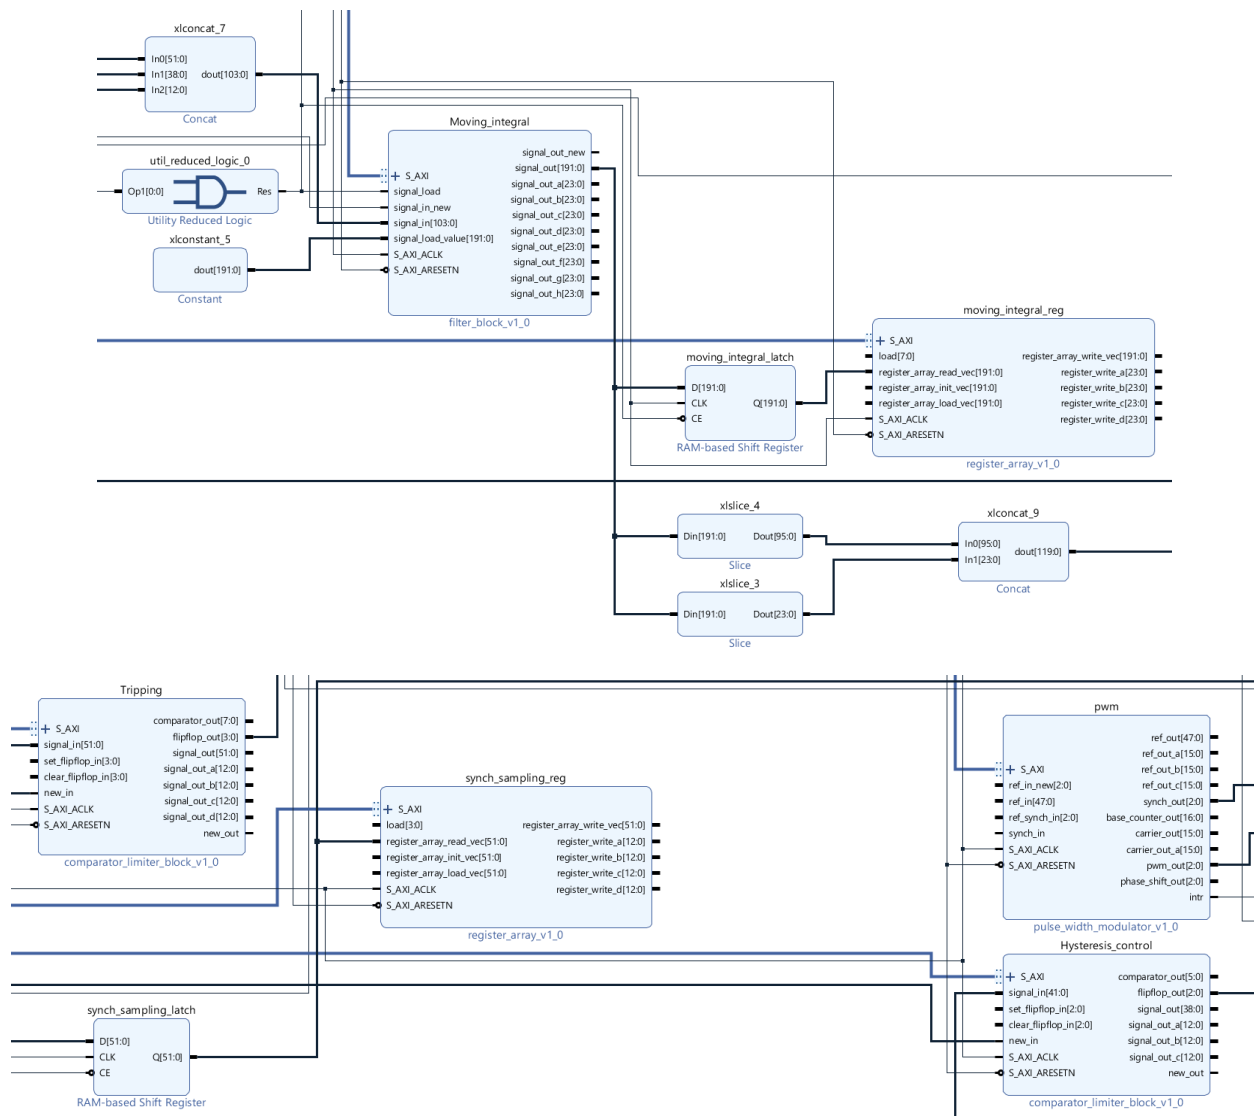 xlconcat_7
In0[51:0]
In1[38:0] dout[103:0]
In2[12:0]
Concat
util_reduced_logic_0
Op1[0:0] Res
Utility Reduced Logic
xlconstant_5
dout[191:0]
Constant
Moving_integral
signal_out_new
signal_out[191:0]
S_AXI
signal_out_a[23:0]
signal_load
signal_out_b[23:0]
signal_in_new
signal_out_c[23:0]
signal_in[103:0]
signal_out_d[23:0]
signal_load_value[191:0]
signal_out_e[23:0]
S_AXI_ACLK
signal_out_f[23:0]
S_AXI_ARESETN
signal_out_g[23:0]
signal_out_h[23:0]
filter_block_v1_0
moving_integral_latch
D[191:0]
CLK Q[191:0]
CE
RAM-based Shift Register
moving_integral_reg
S_AXI
load[7:0] register_array_write_vec[191:0]
register_array_read_vec[191:0] register_write_a[23:0]
register_array_init_vec[191:0] register_write_b[23:0]
register_array_load_vec[191:0] register_write_c[23:0]
S_AXI_ACLK register_write_d[23:0]
S_AXI_ARESETN
register_array_v1_0
xlslice_4
Din[191:0] Dout[95:0]
Slice
xlslice_3
Din[191:0] Dout[23:0]
Slice
xlconcat_9
In0[95:0]
dout[119:0]
In1[23:0]
Concat
Tripping
comparator_out[7:0]
S_AXI
flipflop_out[3:0]
signal_in[51:0]
signal_out[51:0]
set_flipflop_in[3:0]
signal_out_a[12:0]
clear_flipflop_in[3:0]
signal_out_b[12:0]
new_in
signal_out_c[12:0]
S_AXI_ACLK
signal_out_d[12:0]
S_AXI_ARESETN
new_out
comparator_limiter_block_v1_0
synch_sampling_reg
S_AXI
load[3:0] register_array_write_vec[51:0]
register_array_read_vec[51:0] register_write_a[12:0]
register_array_init_vec[51:0] register_write_b[12:0]
register_array_load_vec[51:0] register_write_c[12:0]
S_AXI_ACLK register_write_d[12:0]
S_AXI_ARESETN
register_array_v1_0
synch_sampling_latch
D[51:0]
CLK Q[51:0]
CE
RAM-based Shift Register
pwm
ref_out[47:0]
ref_out_a[15:0]
S_AXI ref_out_b[15:0]
ref_in_new[2:0] ref_out_c[15:0]
ref_in[47:0] synch_out[2:0]
ref_synch_in[2:0] base_counter_out[16:0]
synch_in carrier_out[15:0]
S_AXI_ACLK carrier_out_a[15:0]
S_AXI_ARESETN pwm_out[2:0]
phase_shift_out[2:0]
intr
pulse_width_modulator_v1_0
Hysteresis_control
S_AXI comparator_out[5:0]
signal_in[41:0] flipflop_out[2:0]
set_flipflop_in[2:0] signal_out[38:0]
clear_flipflop_in[2:0] signal_out_a[12:0]
new_in signal_out_b[12:0]
S_AXI_ACLK signal_out_c[12:0]
S_AXI_ARESETN new_out
comparator_limiter_block_v1_0